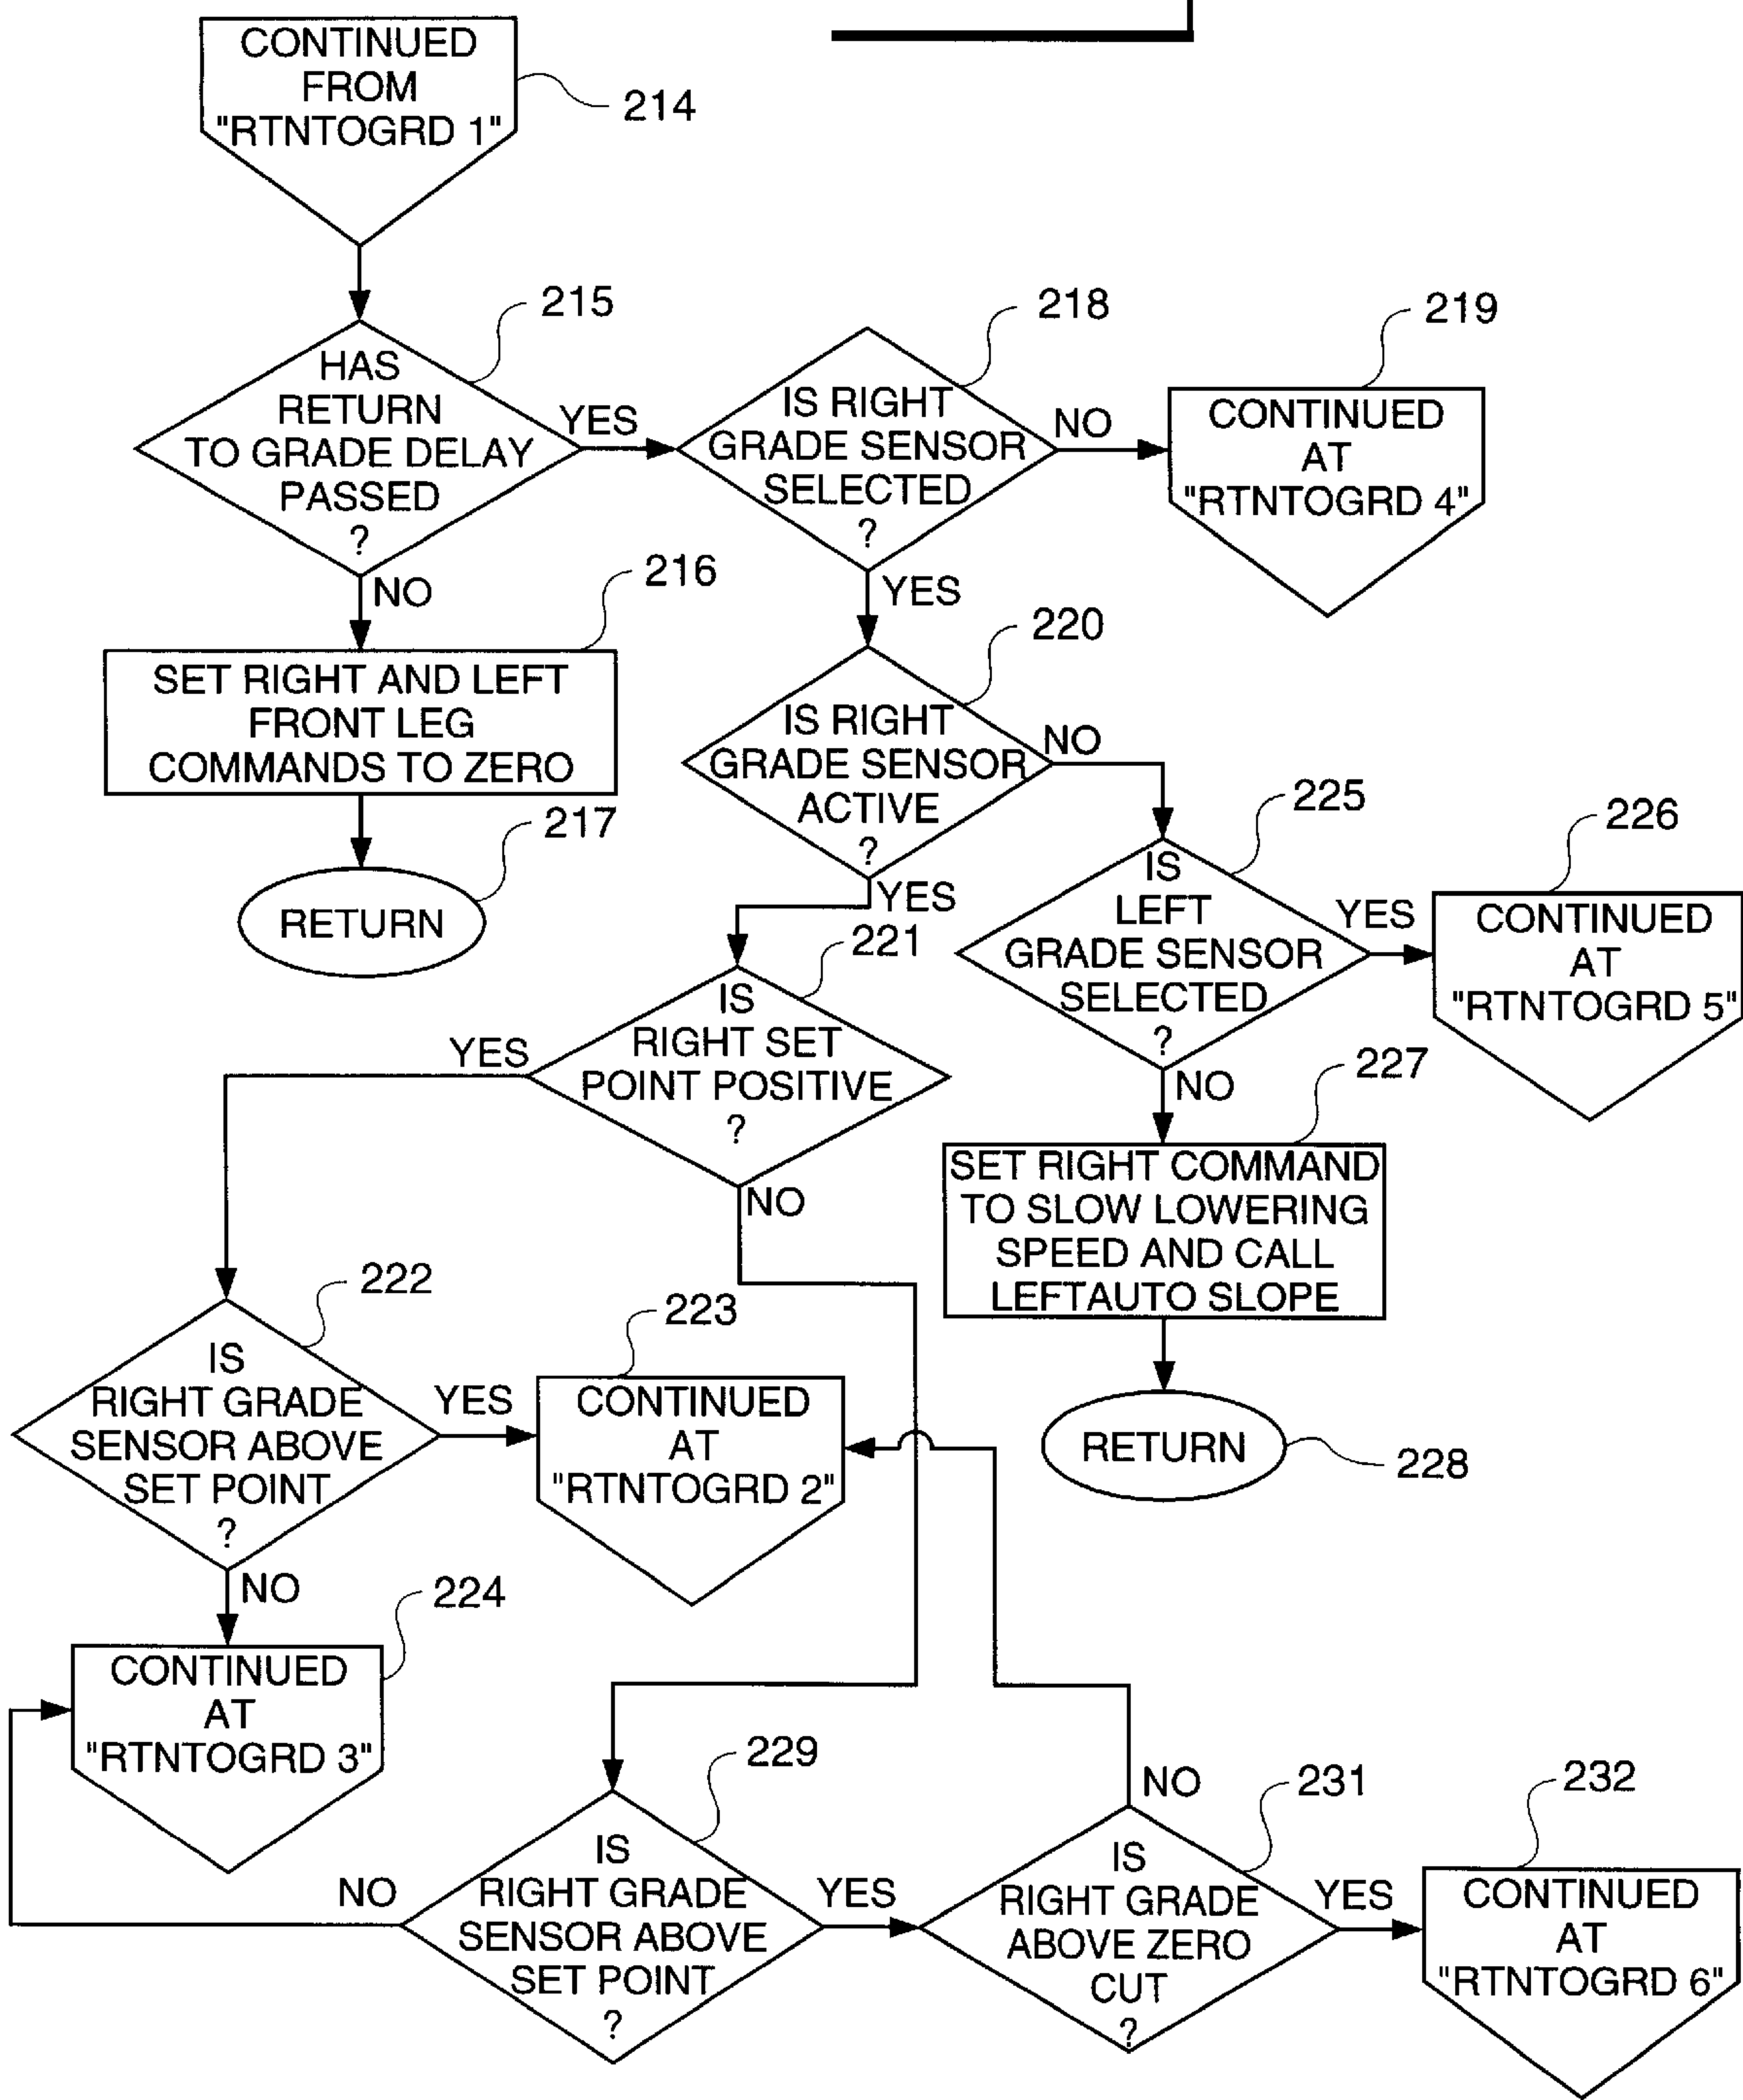 CONTINUED
FROM
"RTNTOGRD 1"
214
215
HAS
RETURN
TO GRADE DELAY
PASSED
?
YES
NO
218
IS RIGHT
GRADE SENSOR
SELECTED
?
NO
YES
219
CONTINUED
AT
"RTNTOGRD 4"
216
SET RIGHT AND LEFT
FRONT LEG
COMMANDS TO ZERO
217
RETURN
220
IS RIGHT
GRADE SENSOR
ACTIVE
?
NO
YES
225
IS
LEFT
GRADE SENSOR
SELECTED
?
YES
NO
226
CONTINUED
AT
"RTNTOGRD 5"
221
IS
RIGHT SET
POINT POSITIVE
?
YES
NO
227
SET RIGHT COMMAND
TO SLOW LOWERING
SPEED AND CALL
LEFTAUTO SLOPE
RETURN
228
222
IS
RIGHT GRADE
SENSOR ABOVE
SET POINT
?
YES
NO
223
CONTINUED
AT
"RTNTOGRD 2"
224
CONTINUED
AT
"RTNTOGRD 3"
229
IS
RIGHT GRADE
SENSOR ABOVE
SET POINT
?
NO
YES
231
IS
RIGHT GRADE
ABOVE ZERO
CUT
?
NO
YES
232
CONTINUED
AT
"RTNTOGRD 6"